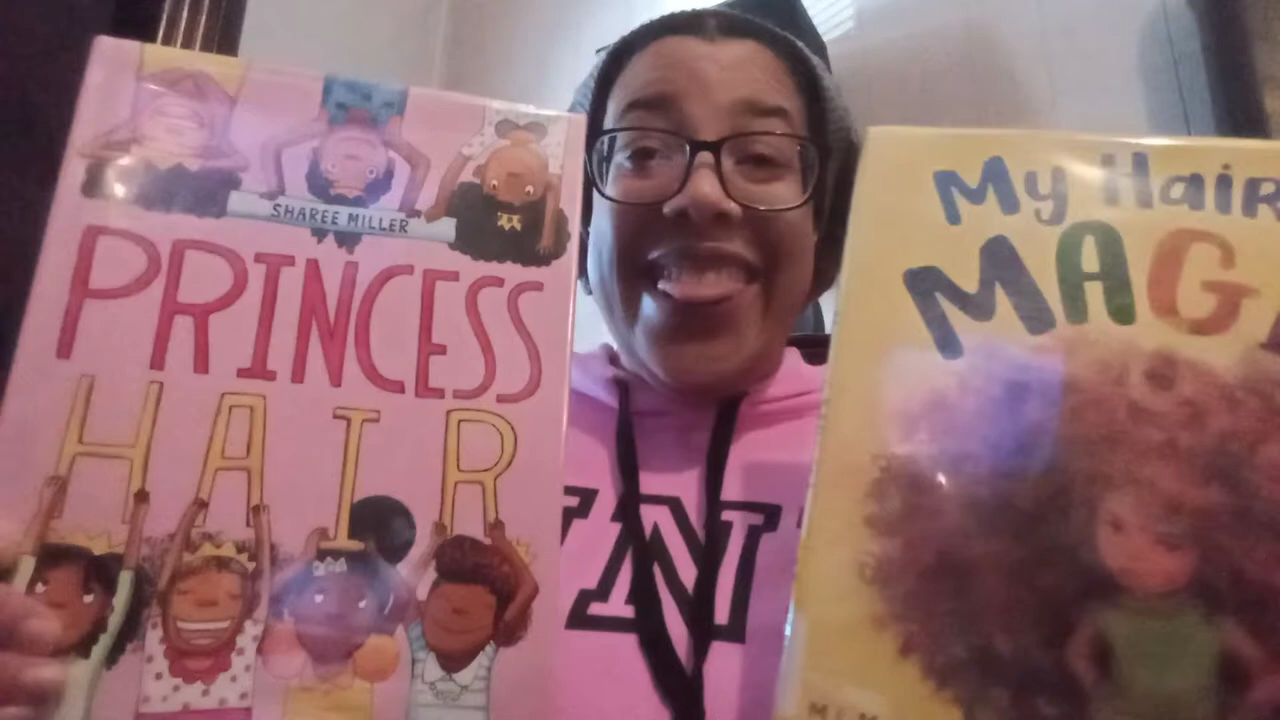 SHAREE MILLER
PRINCESS
HAIR
My Hair
MAG
N